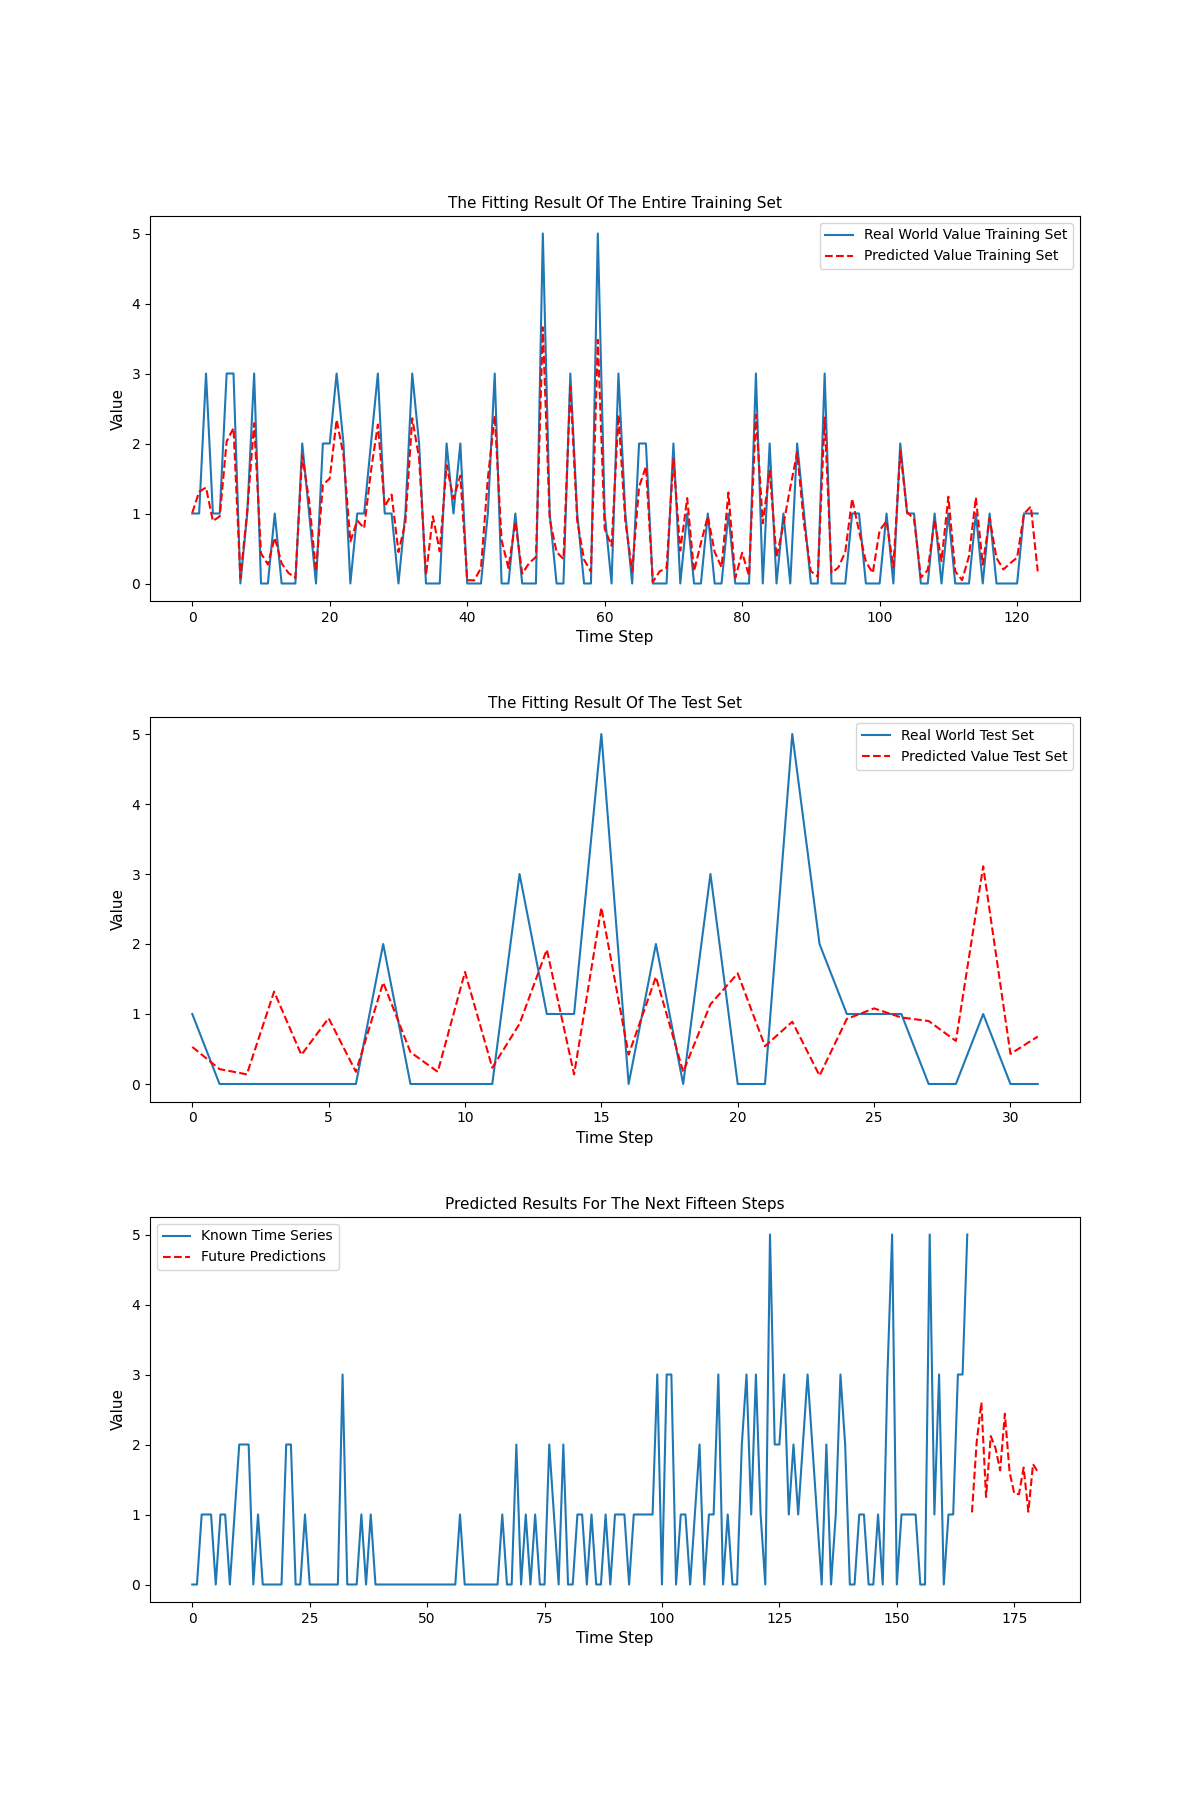 The Fitting Result Of The Entire Training Set
Real World Value Training Set
Predicted Value Training Set
5
4
3
2
1
0
Value
0 20 40 60 80 100 120
Time Step
The Fitting Result Of The Test Set
Real World Test Set
Predicted Value Test Set
5
4
3
2
1
0
Value
0 5 10 15 20 25 30
Time Step
Predicted Results For The Next Fifteen Steps
Known Time Series
Future Predictions
5
4
3
2
1
0
Value
0 25 50 75 100 125 150 175
Time Step